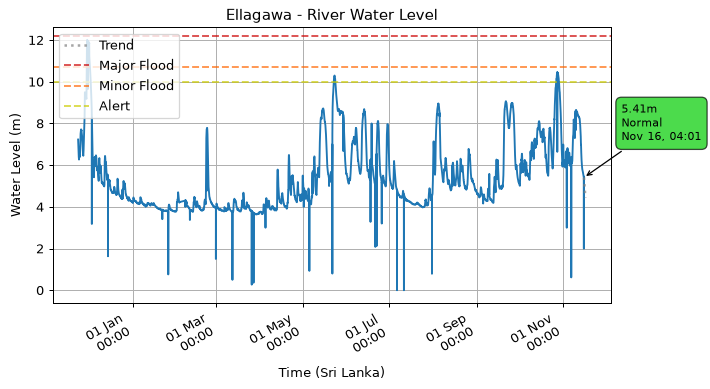 Ellagawa - River Water Level
Trend
Major Flood
Minor Flood
Alert
5.41m
Normal
Nov 16, 04:01
Water Level (m)
12
10
8
6
4
2
0
01 Jan
00:00
01 Mar
00:00
01 May
00:00
01 Jul
00:00
01 Sep
00:00
01 Nov
00:00
Time (Sri Lanka)